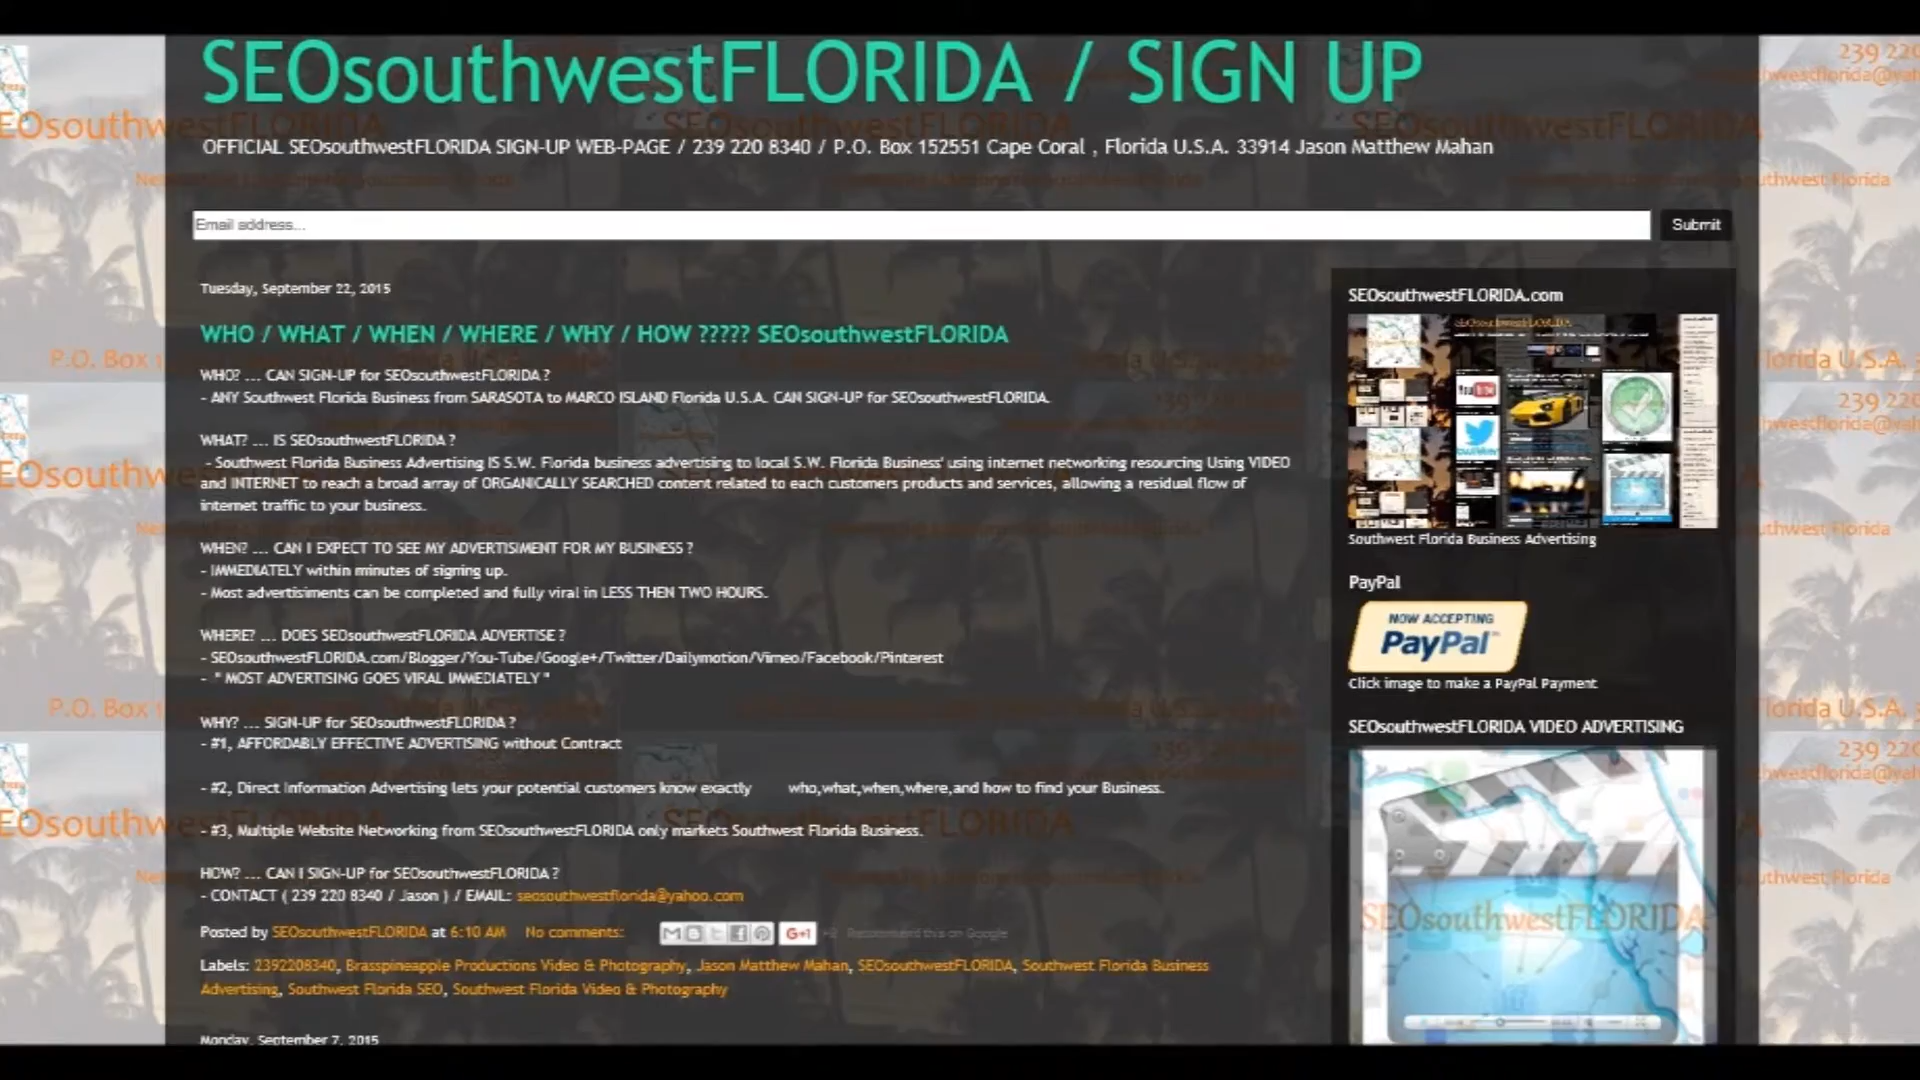 SEOsouthwestFLORIDA / SIGN UP
OFFICIAL SEOsouthwestFLORIDA SIGN-UP WEB-PAGE / 239 220 8340 / P.O. Box 152551 Cape Coral , Florida U.S.A. 33914 Jason Matthew Mahan
Email address...
Submit
Tuesday, September 22, 2015
WHO / WHAT / WHEN / WHERE / WHY / HOW ????? SEOsouthwestFLORIDA
WHO? ... CAN SIGN-UP for SEOsouthwestFLORIDA ?
- ANY Southwest Florida Business from SARASOTA to MARCO ISLAND Florida U.S.A. CAN SIGN-UP for SEOsouthwestFLORIDA.
WHAT? ... IS SEOsouthwestFLORIDA ?
- Southwest Florida Business Advertising IS S.W. Florida business advertising to local S.W. Florida Business' using internet networking resourcing Using VIDEO
and INTERNET to reach a broad array of ORGANICALLY SEARCHED content related to each customers products and services, allowing a residual flow of
internet traffic to your business.
WHEN? ... CAN I EXPECT TO SEE MY ADVERTISIMENT FOR MY BUSINESS ?
- IMMEDIATELY within minutes of signing up.
- Most advertisiments can be completed and fully viral in LESS THEN TWO HOURS.
WHERE? ... DOES SEOsouthwestFLORIDA ADVERTISE ?
- SEOsouthwestFLORIDA.com/Blogger/You-Tube/Google+/Twitter/Dailymotion/Vimeo/Facebook/Pinterest
- " MOST ADVERTISING GOES VIRAL IMMEDIATELY "
WHY? ... SIGN-UP for SEOsouthwestFLORIDA ?
- #1, AFFORDABLY EFFECTIVE ADVERTISING without Contract
- #2, Direct Information Advertising lets your potential customers know exactly who,what,when,where,and how to find your Business.
- #3, Multiple Website Networking from SEOsouthwestFLORIDA only markets Southwest Florida Business.
HOW? ... CAN I SIGN-UP for SEOsouthwestFLORIDA ?
- CONTACT ( 239 220 8340 / Jason ) / EMAIL: seosouthwestflorida@yahoo.com
Posted by SEOsouthwestFLORIDA at 6:10 AM No comments:
G+1
Recommend this on Google
Labels: 2392208340, Brasspineapple Productions Video & Photography, Jason Matthew Mahan, SEOsouthwestFLORIDA, Southwest Florida Business
Advertising, Southwest Florida SEO, Southwest Florida Video & Photography
Monday, September 7, 2015
SEOsouthwestFLORIDA.com
Southwest Florida Business Advertising
PayPal
NOW ACCEPTING
PayPal
Click image to make a PayPal Payment
SEOsouthwestFLORIDA VIDEO ADVERTISING
SEOsouthwestFLORIDA